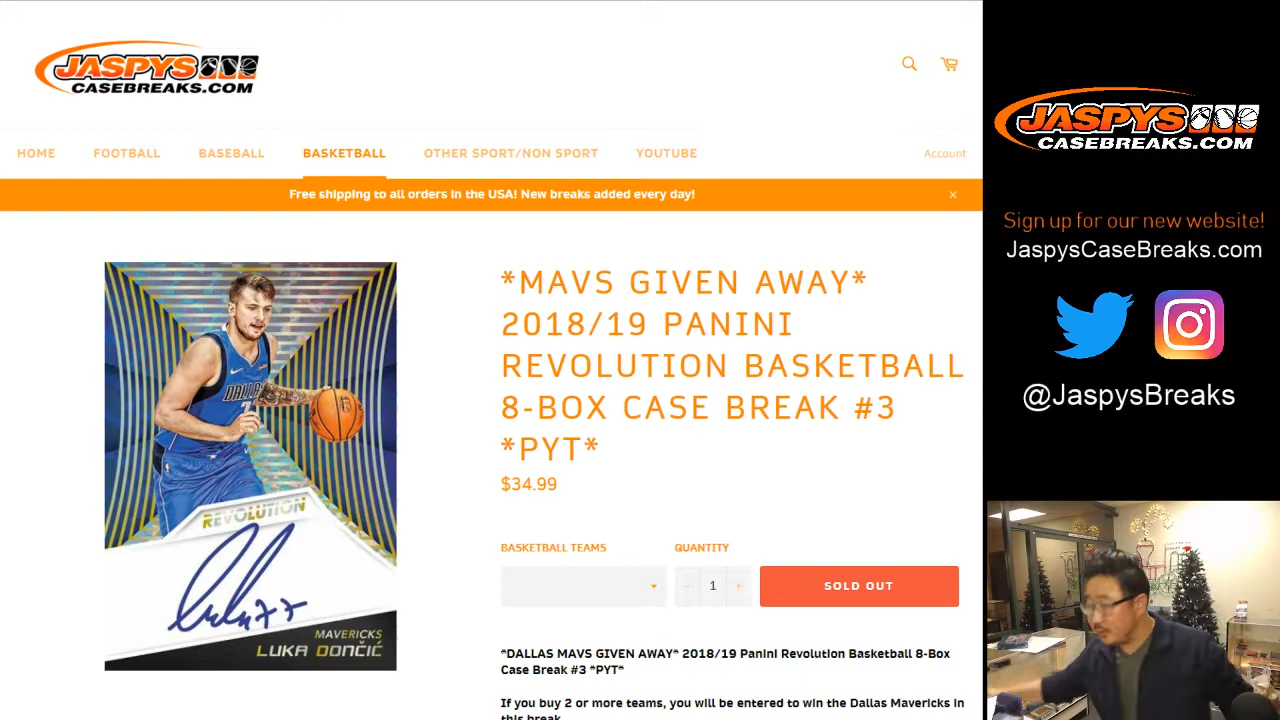 JASPYS
CASEBREAKS.COM
HOME
FOOTBALL
BASEBALL
BASKETBALL
OTHER SPORT/NON SPORT
YOUTUBE
Account
Free shipping to all orders in the USA! New breaks added every day!
×
DALLAS
REVOLUTION
MAVERICKS
LUKA DONČIĆ
*MAVS GIVEN AWAY*
2018/19 PANINI
REVOLUTION BASKETBALL
8-BOX CASE BREAK #3
*PYT*
$34.99
BASKETBALL TEAMS
QUANTITY
− 1 +
SOLD OUT
*DALLAS MAVS GIVEN AWAY* 2018/19 Panini Revolution Basketball 8-Box
Case Break #3 *PYT*
If you buy 2 or more teams, you will be entered to win the Dallas Mavericks in
this break
JASPYS
CASEBREAKS.COM
Sign up for our new website!
JaspysCaseBreaks.com
@JaspysBreaks